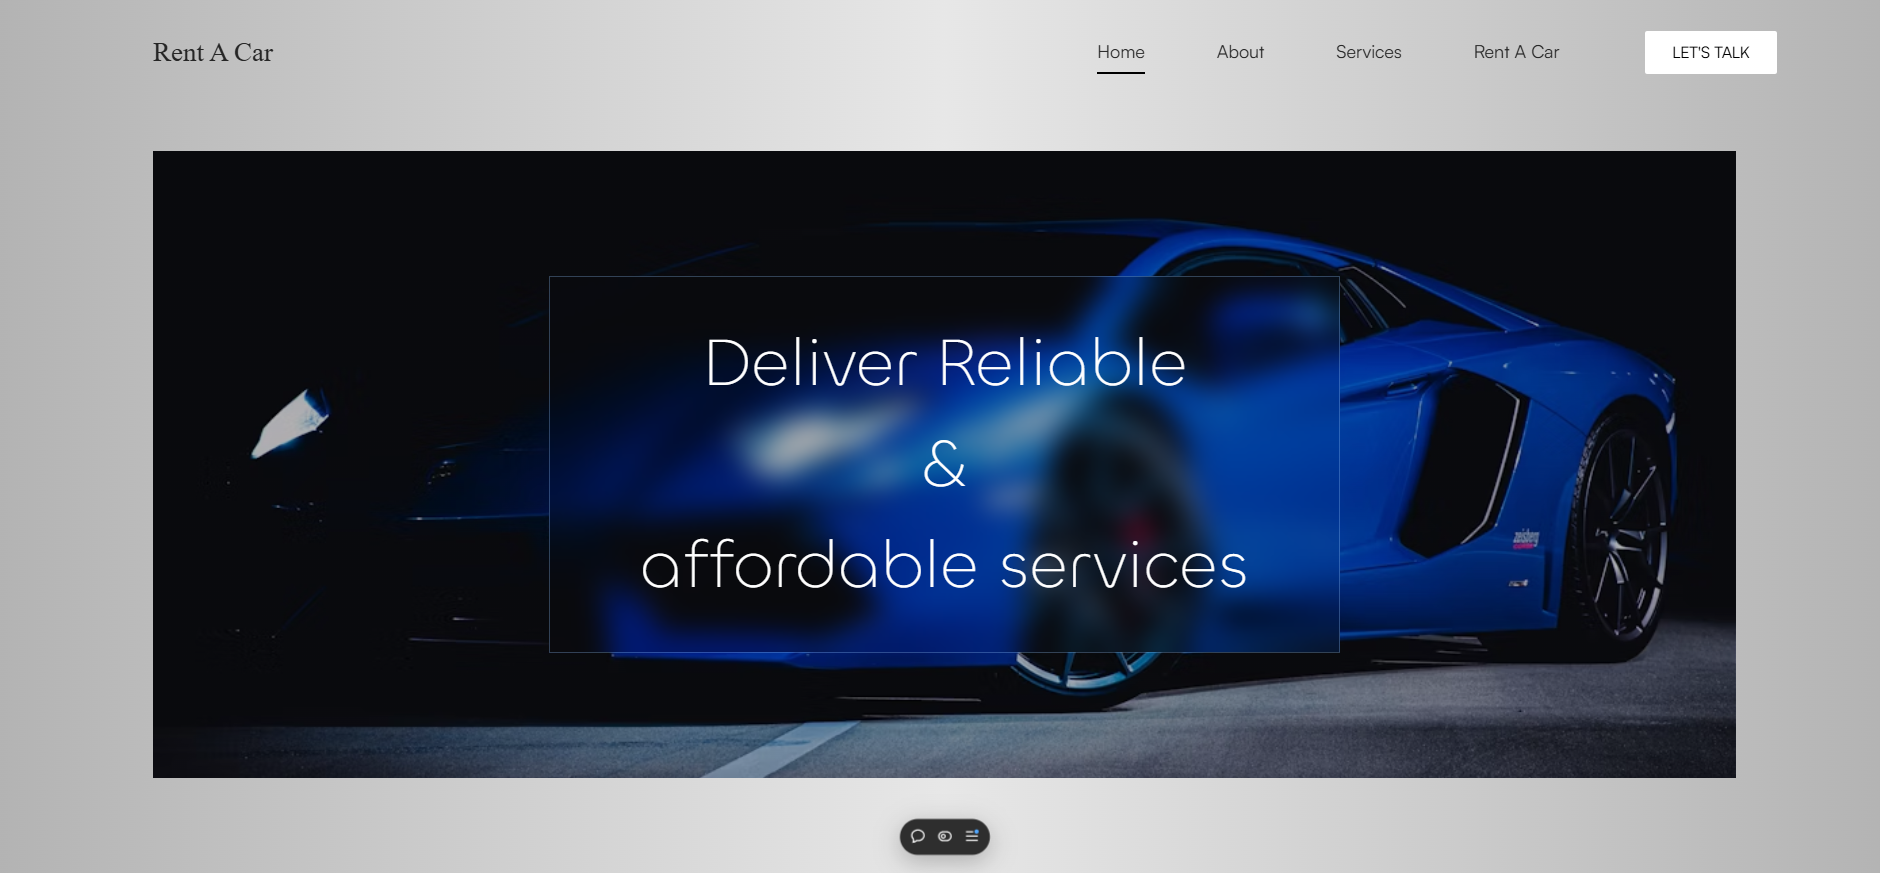 Rent A Car
Home About Services Rent A Car LET'S TALK
Deliver Reliable
&
affordable services